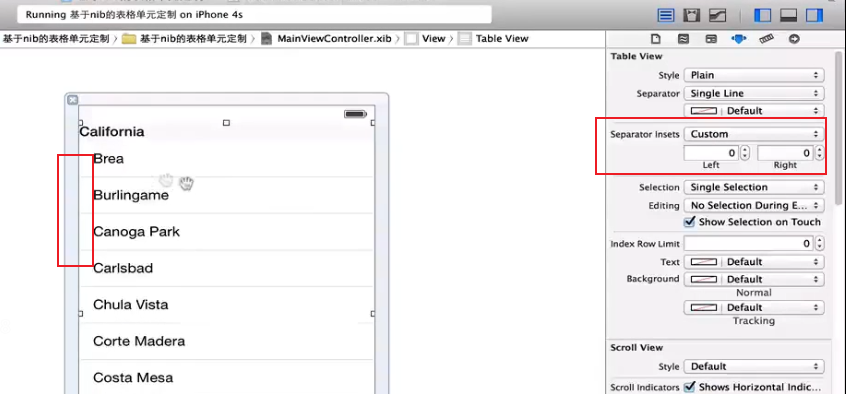 Running 基于nib的表格单元定制 on iPhone 4s
基于nib的表格单元定制 〉 基于nib的表格单元定制 〉 MainViewController.xib 〉 View 〉 Table View
California
Brea
Burlingame
Canoga Park
Carlsbad
Chula Vista
Corte Madera
Costa Mesa
Table View
Style Plain
Separator Single Line
Default
Separator Insets Custom
0 0
Left Right
Selection Single Selection
Editing No Selection During E...
Show Selection on Touch
Index Row Limit 0
Text Default
Background Default
Normal
Default
Tracking
Scroll View
Style Default
Scroll Indicators Shows Horizontal Indic...